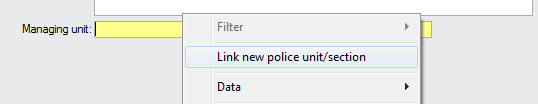 Filter
Managing unit:
Link new police unit/section
Data